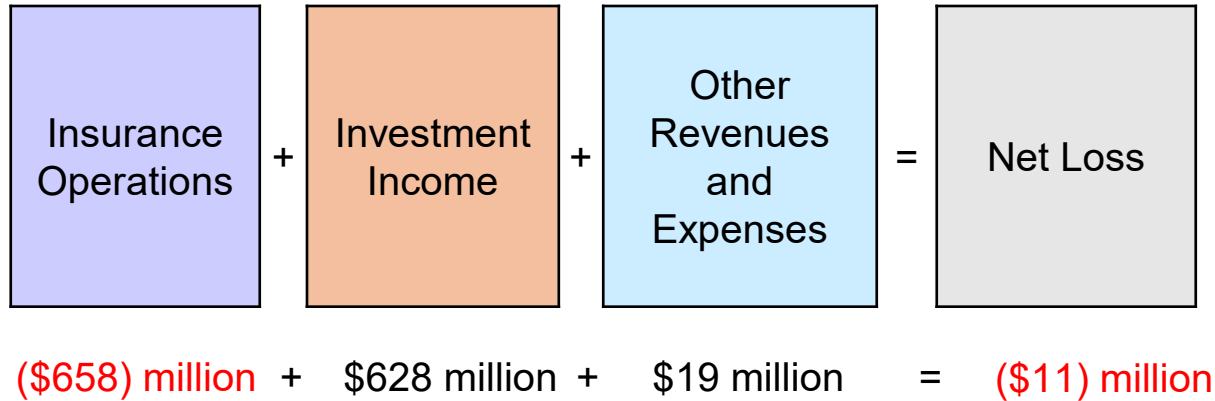 Insurance
Operations
+
Investment
Income
+
Other
Revenues
and
Expenses
=
Net Loss
($658) million + $628 million + $19 million = ($11) million